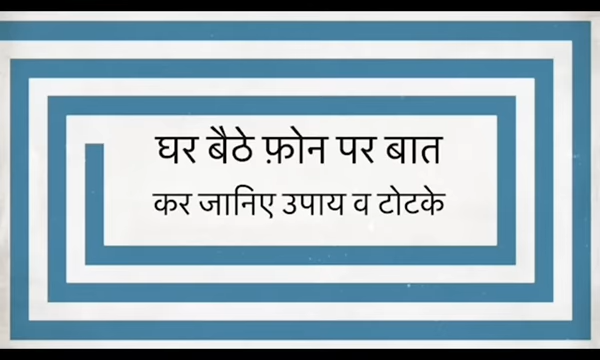 घर बैठे फ़ोन पर बात
कर जानिए उपाय व टोटके